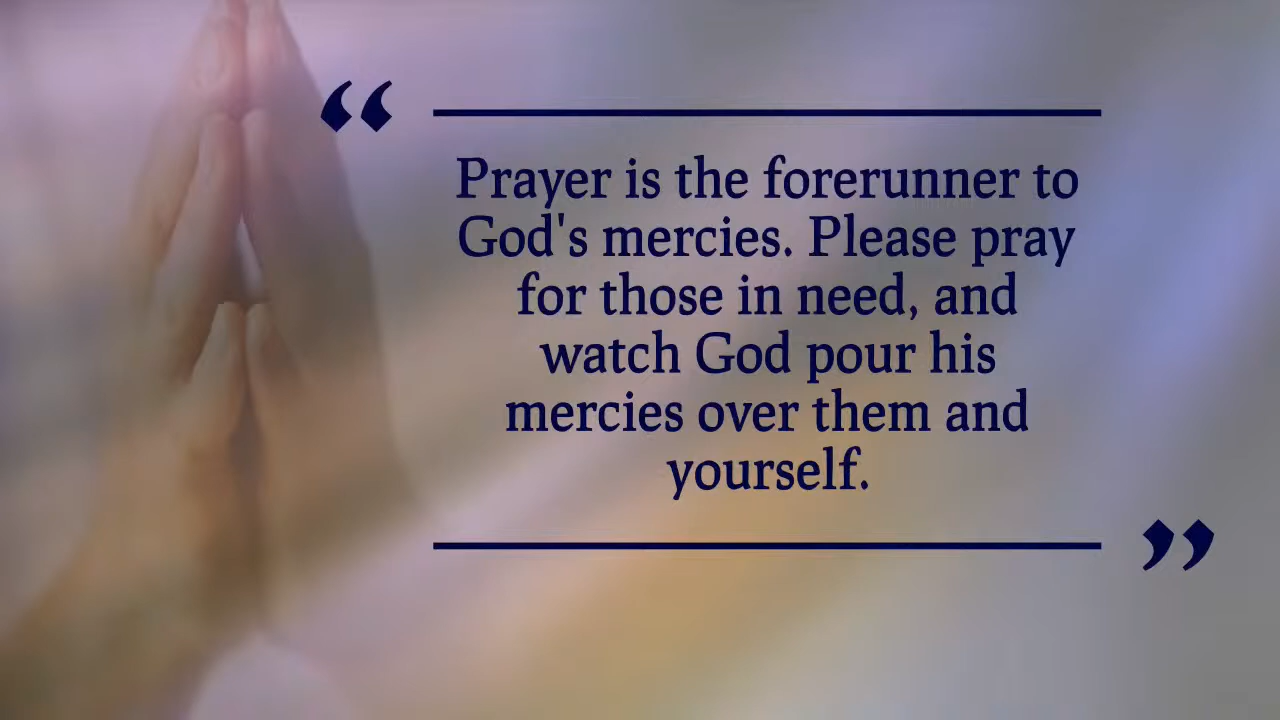 “
Prayer is the forerunner to
God's mercies. Please pray
for those in need, and
watch God pour his
mercies over them and
yourself.
”